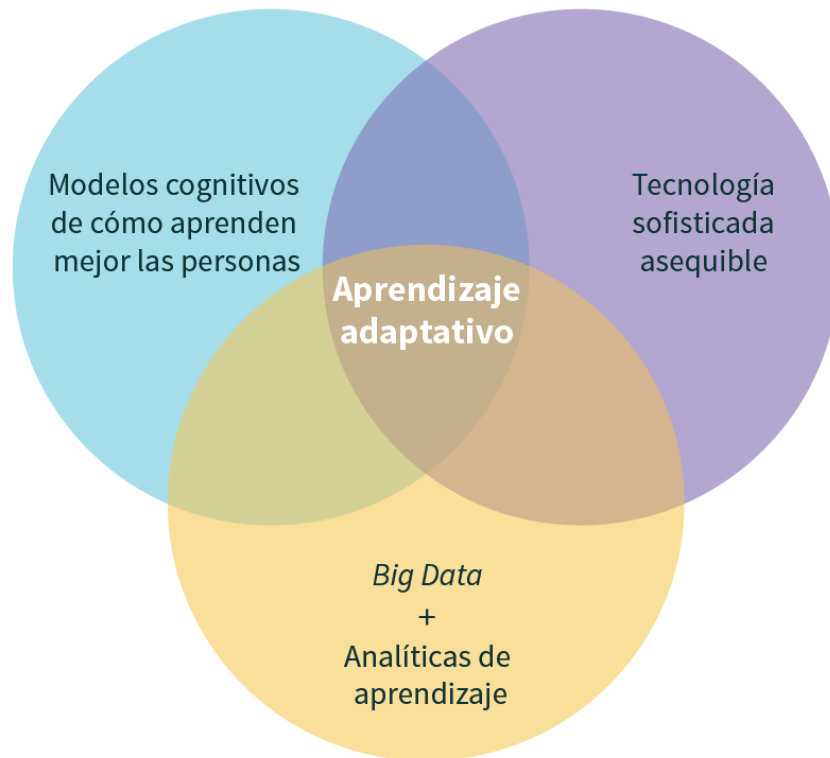 Modelos cognitivos
de cómo aprenden
mejor las personas
Tecnología
sofisticada
asequible
Aprendizaje
adaptativo
Big Data
+
Analíticas de
aprendizaje